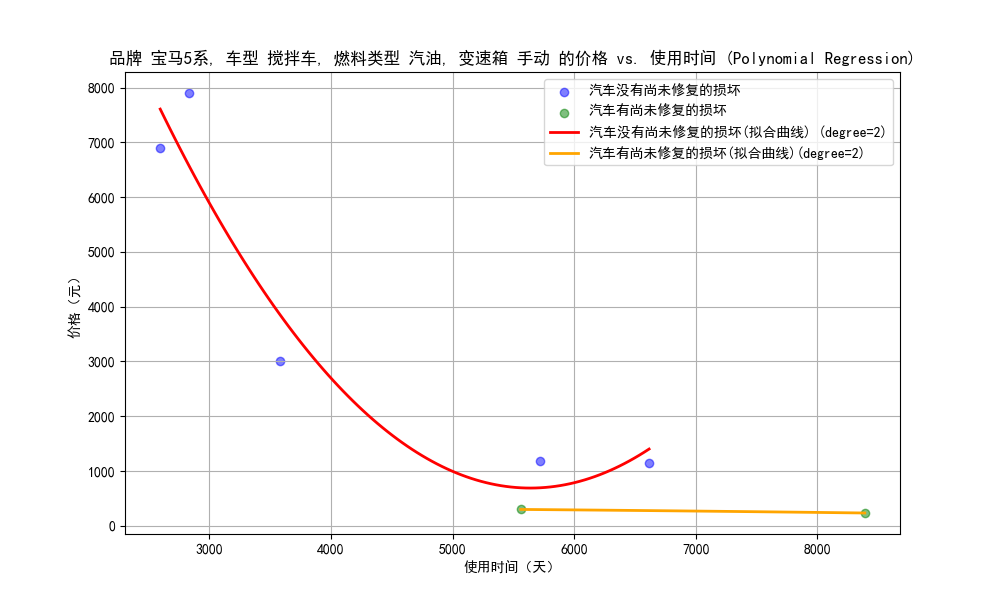 品牌 宝马5系, 车型 搅拌车, 燃料类型 汽油, 变速箱 手动 的价格 vs. 使用时间 (Polynomial Regression)
汽车没有尚未修复的损坏
汽车有尚未修复的损坏
汽车没有尚未修复的损坏(拟合曲线) (degree=2)
汽车有尚未修复的损坏(拟合曲线)(degree=2)
8000
7000
6000
5000
4000
3000
2000
1000
0
价格（元）
3000 4000 5000 6000 7000 8000
使用时间（天）